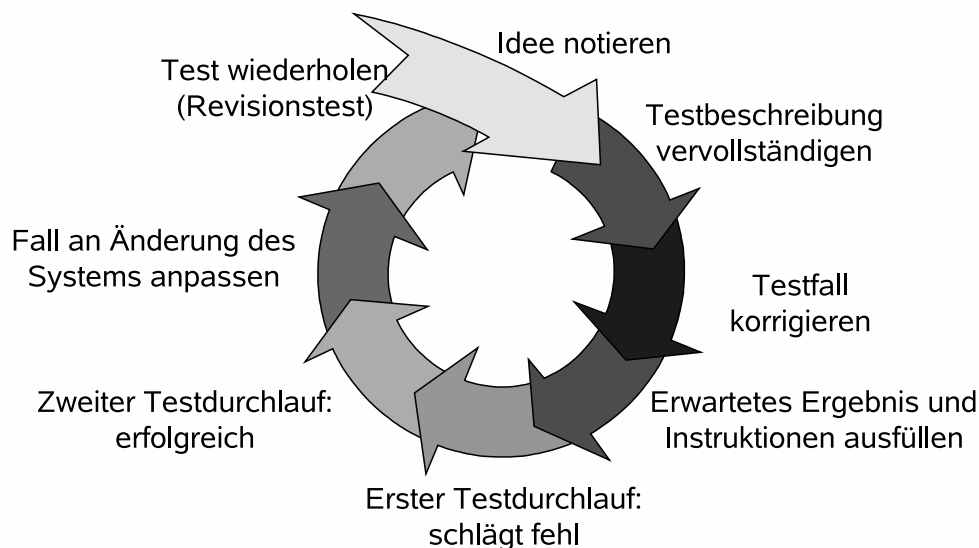 Idee notieren
Testbeschreibung
vervollständigen
Testfall
korrigieren
Erwartetes Ergebnis und
Instruktionen ausfüllen
Erster Testdurchlauf:
schlägt fehl
Zweiter Testdurchlauf:
erfolgreich
Fall an Änderung des
Systems anpassen
Test wiederholen
(Revisionstest)